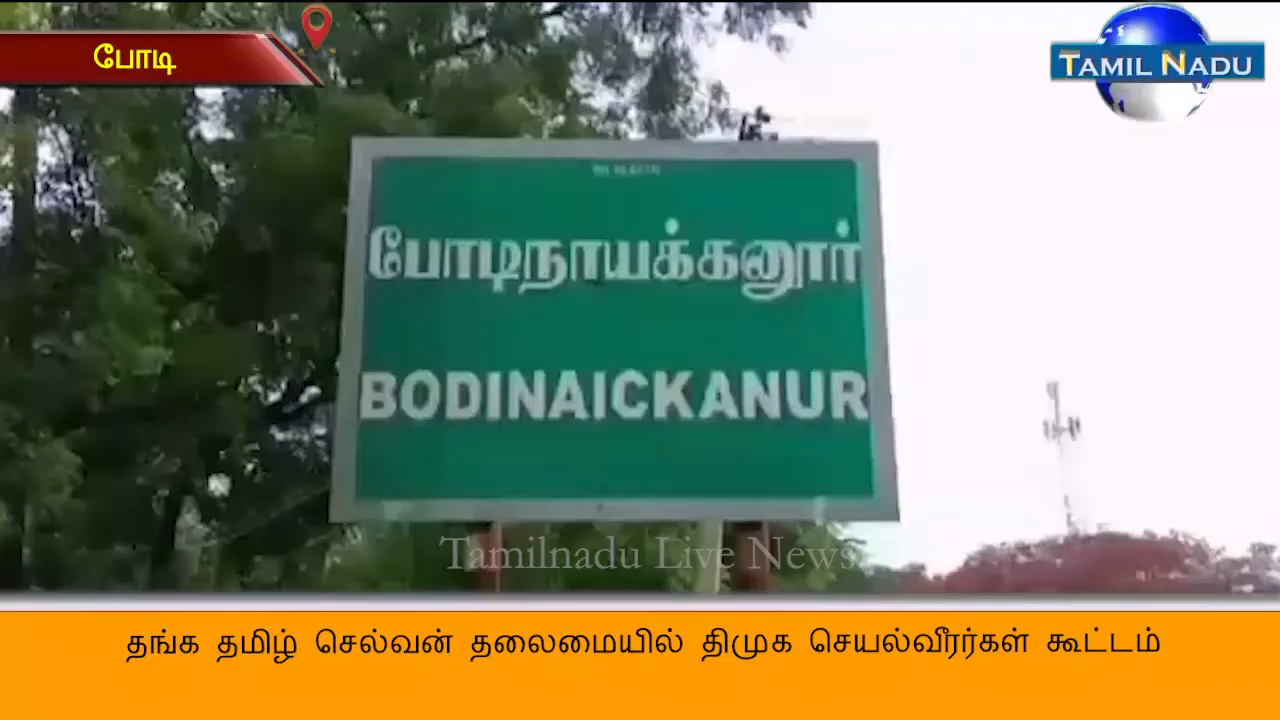 போடி
TAMIL NADU
போடிநாயக்கனூர்
BODINAICKANUR
Tamilnadu Live News
தங்க தமிழ் செல்வன் தலைமையில் திமுக செயல்வீரர்கள் கூட்டம்